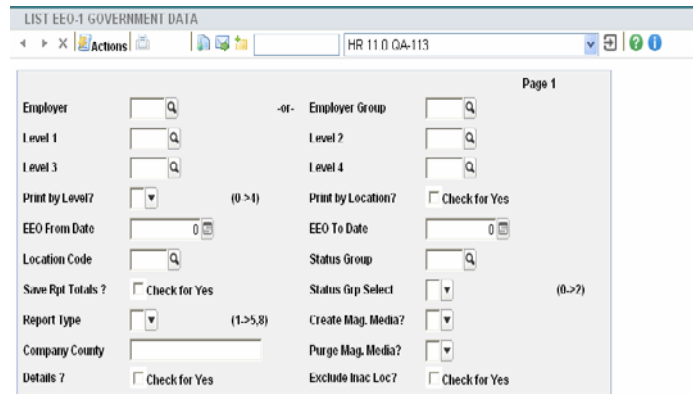 LIST EEO-1 GOVERNMENT DATA
Actions HR 11.0 QA-113
Page 1
Employer -or- Employer Group
Level 1 Level 2
Level 3 Level 4
Print by Level? (0->4) Print by Location? Check for Yes
EEO From Date 0 EEO To Date 0
Location Code Status Group
Save Rpt Totals ? Check for Yes Status Grp Select (0->2)
Report Type (1->5,8) Create Mag. Media?
Company County Purge Mag. Media?
Details ? Check for Yes Exclude Inac Loc? Check for Yes